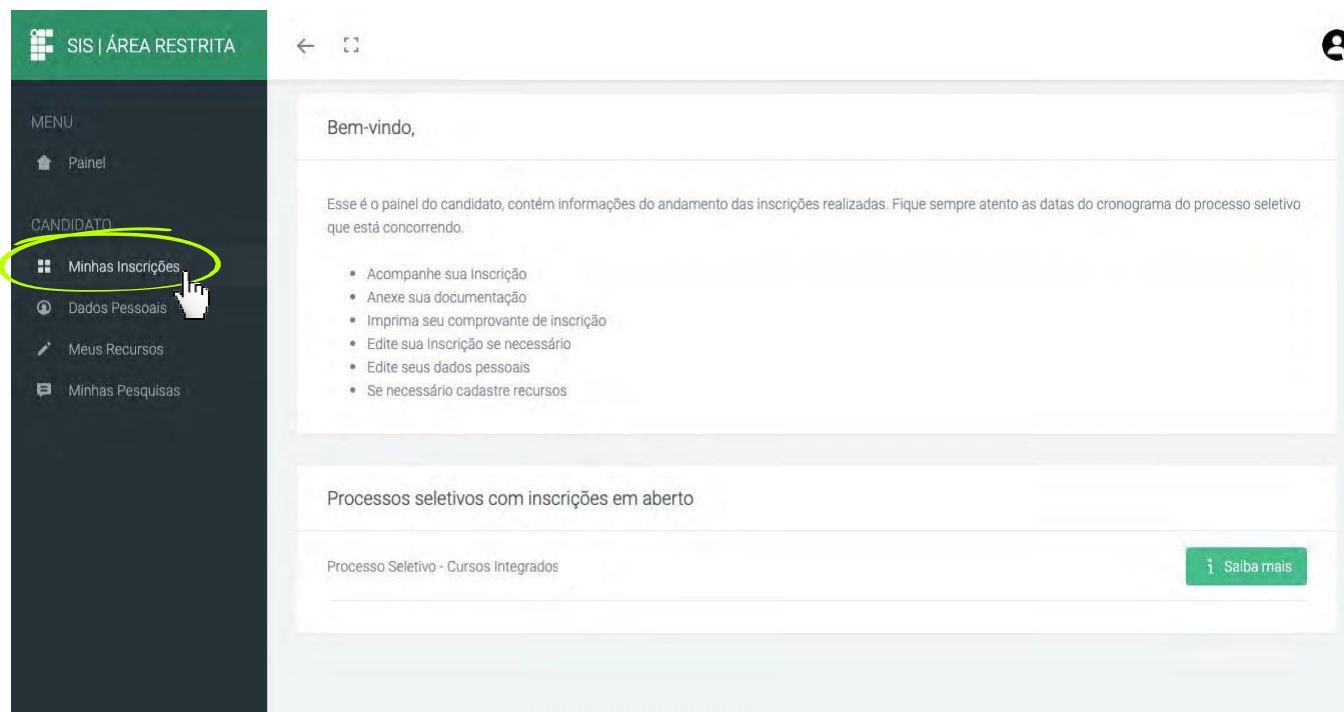 SIS | ÁREA RESTRITA
MENU
Painel
CANDIDATO
Minhas Inscrições
Dados Pessoais
Meus Recursos
Minhas Pesquisas
Bem-vindo,
Esse é o painel do candidato, contém informações do andamento das inscrições realizadas. Fique sempre atento as datas do cronograma do processo seletivo
que está concorrendo.
Acompanhe sua Inscrição
Anexe sua documentação
Imprima seu comprovante de inscrição
Edite sua Inscrição se necessário
Edite seus dados pessoais
Se necessário cadastre recursos
Processos seletivos com inscrições em aberto
Processo Seletivo - Cursos Integrados
Saiba mais